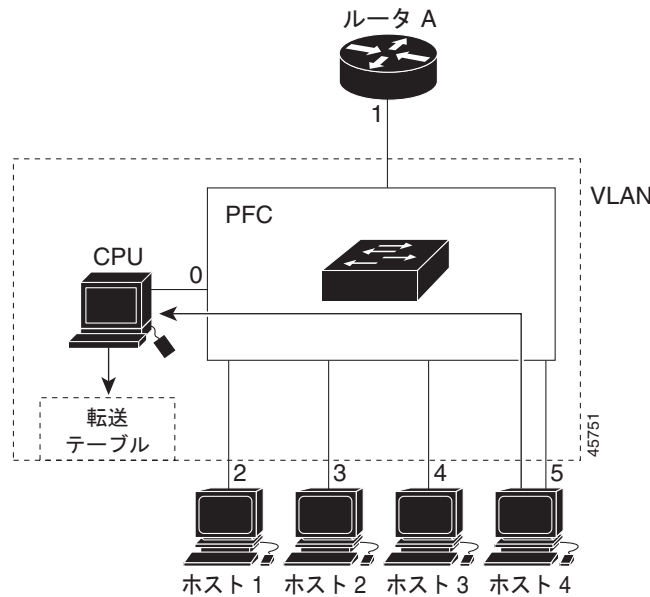 ルータ A
1
VLAN
PFC
CPU
0
転送
テーブル
45751
2
3
4
5
ホスト 1
ホスト 2
ホスト 3
ホスト 4